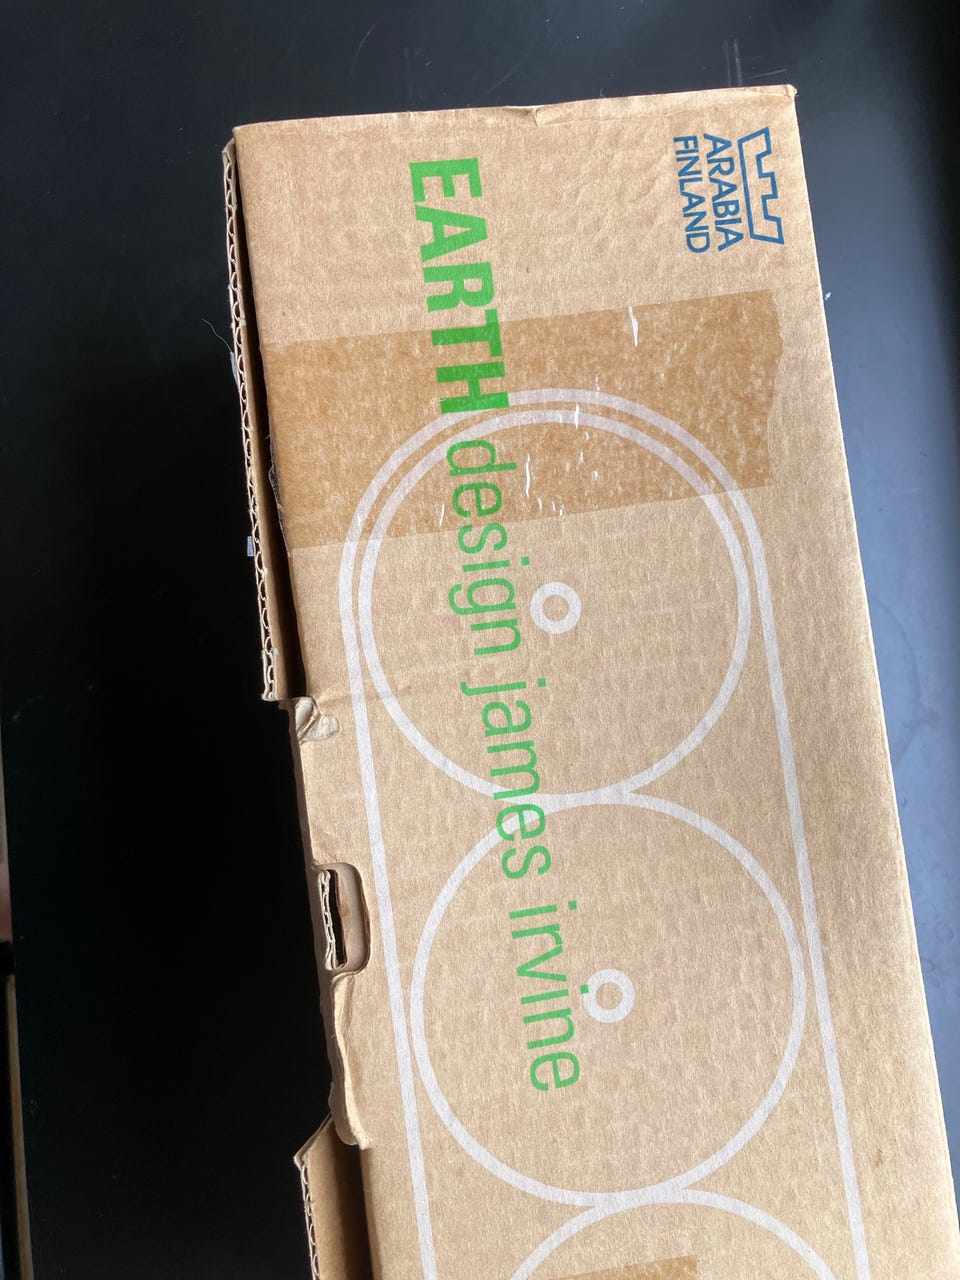 ARABIA
FINLAND
EARTH design james irvine